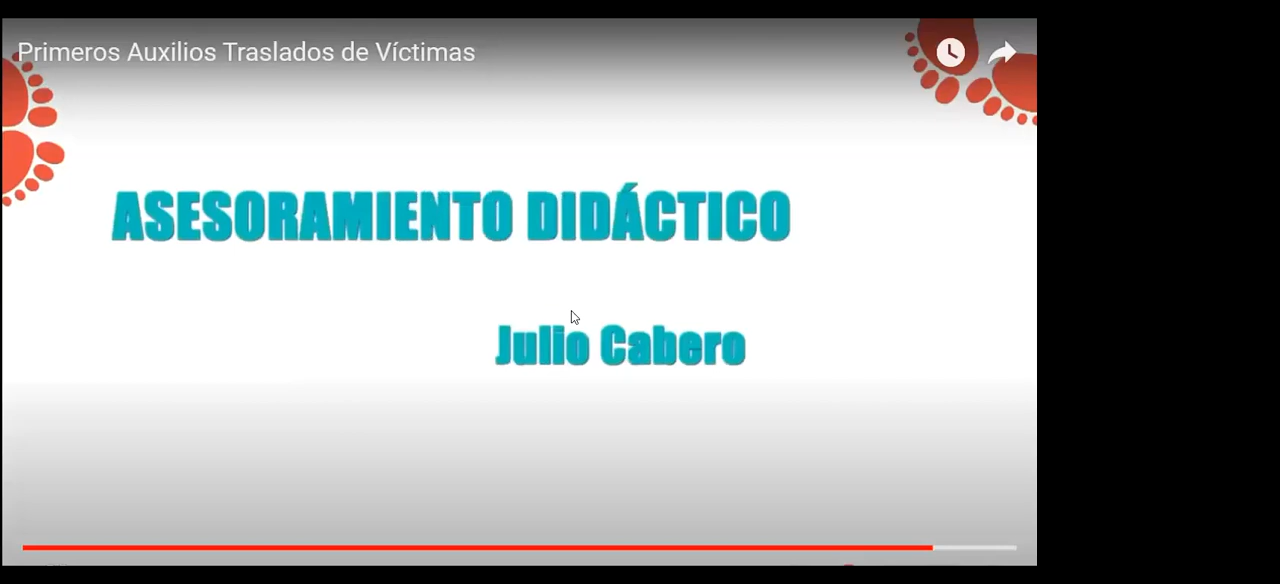 Primeros Auxilios Traslados de Víctimas
ASESORAMIENTO DIDÁCTICO
Julio Cabero